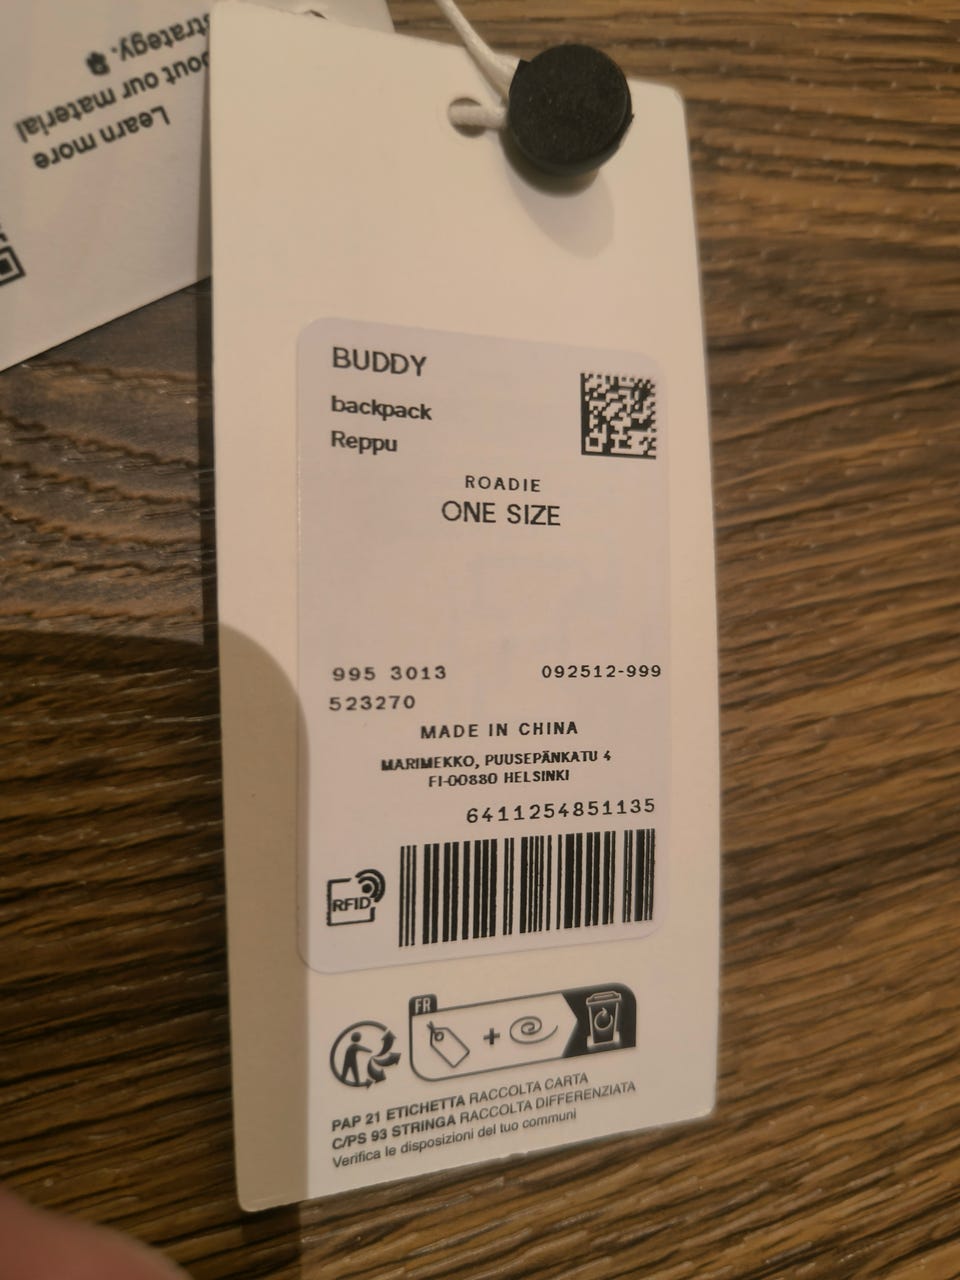 Learn more
about our material
strategy.
BUDDY
backpack
Reppu
ROADIE
ONE SIZE
995 3013 092512-999
523270
MADE IN CHINA
MARIMEKKO, PUUSEPÄNKATU 4
FI-00880 HELSINKI
6411254851135
RFID
FR
+
PAP 21 ETICHETTA RACCOLTA CARTA
C/PS 93 STRINGA RACCOLTA DIFFERENZIATA
Verifica le disposizioni del tuo communi